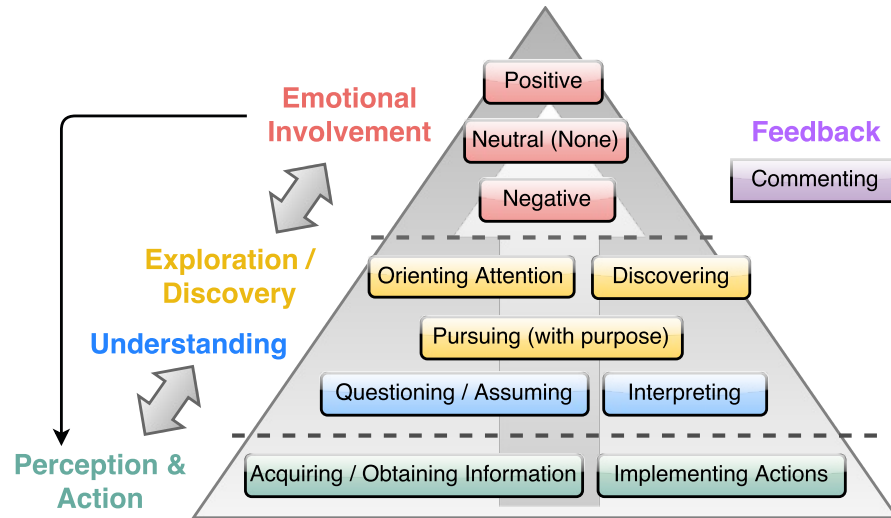 Positive
Emotional
Involvement
Neutral (None)
Feedback
Commenting
Negative
Exploration /
Discovery
Orienting Attention
Discovering
Understanding
Pursuing (with purpose)
Questioning / Assuming
Interpreting
Perception &
Action
Acquiring / Obtaining Information
Implementing Actions